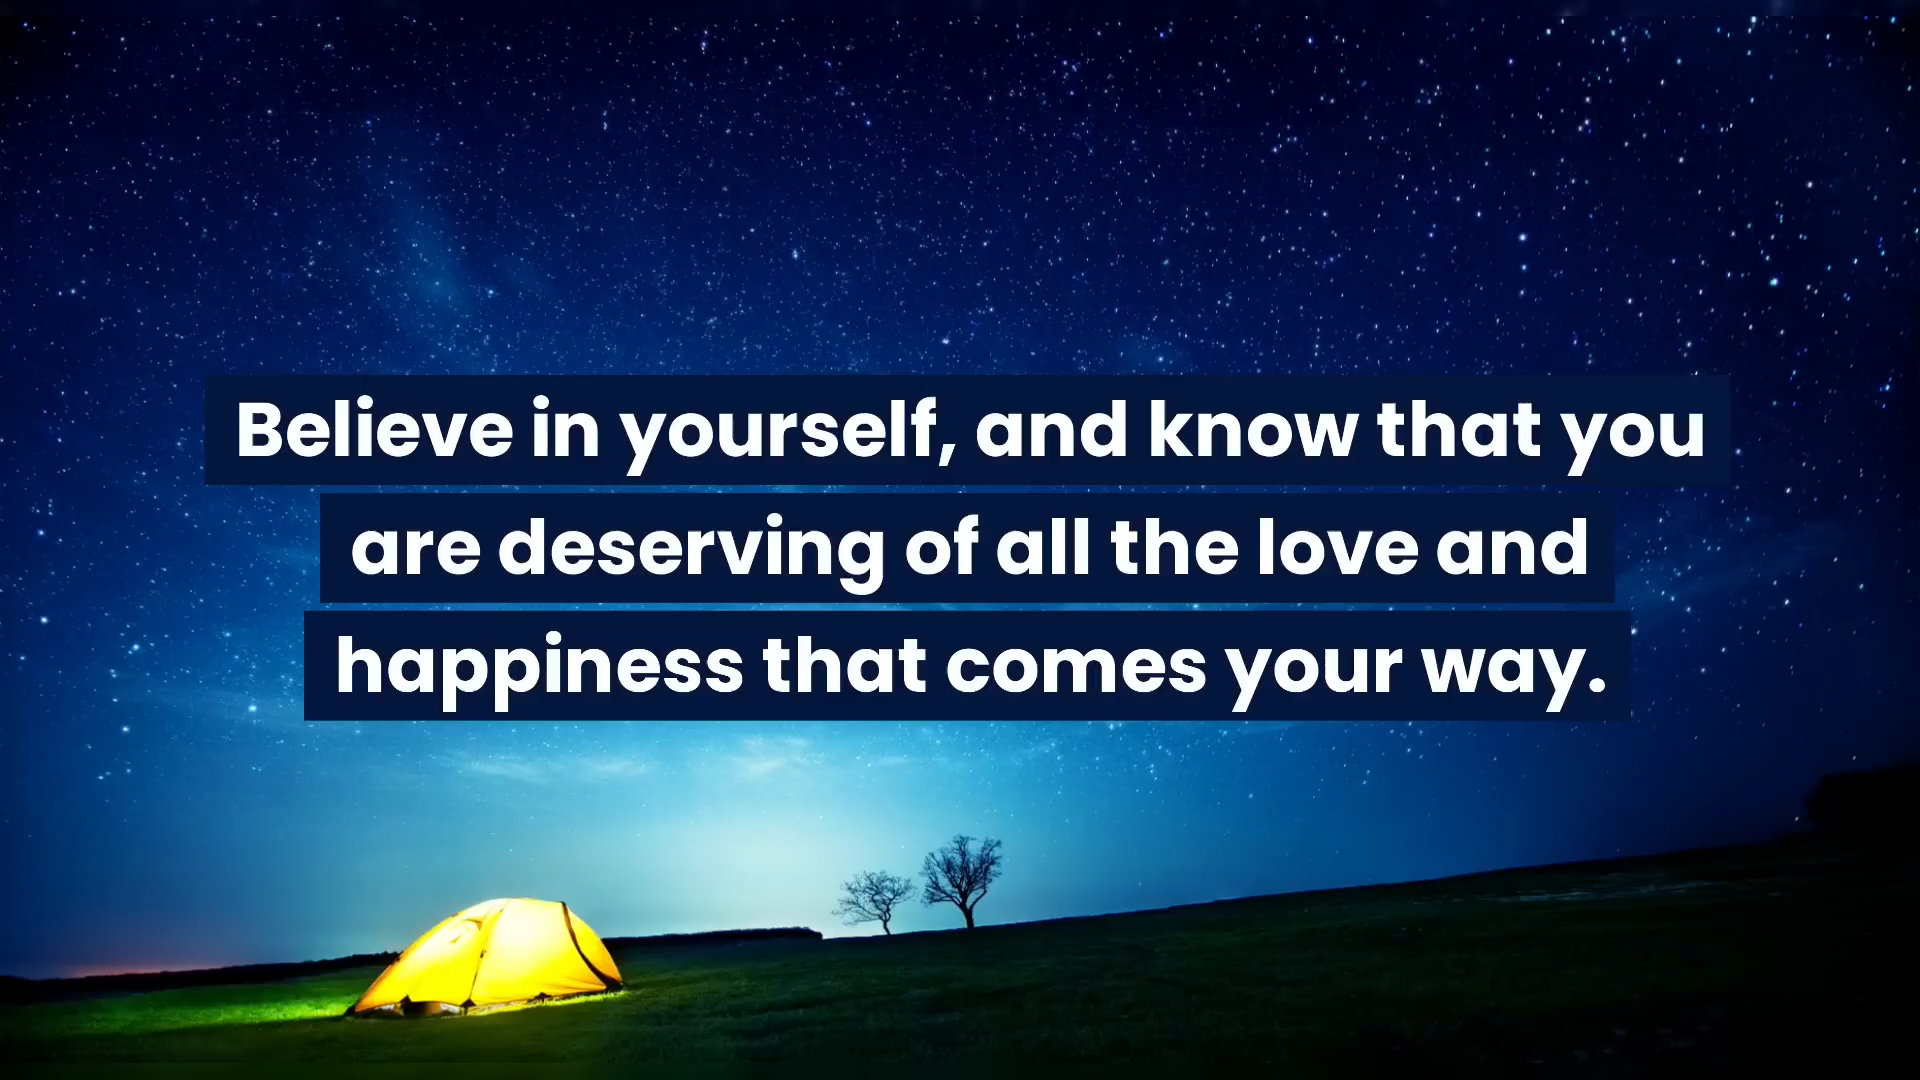 Believe in yourself, and know that you
are deserving of all the love and
happiness that comes your way.